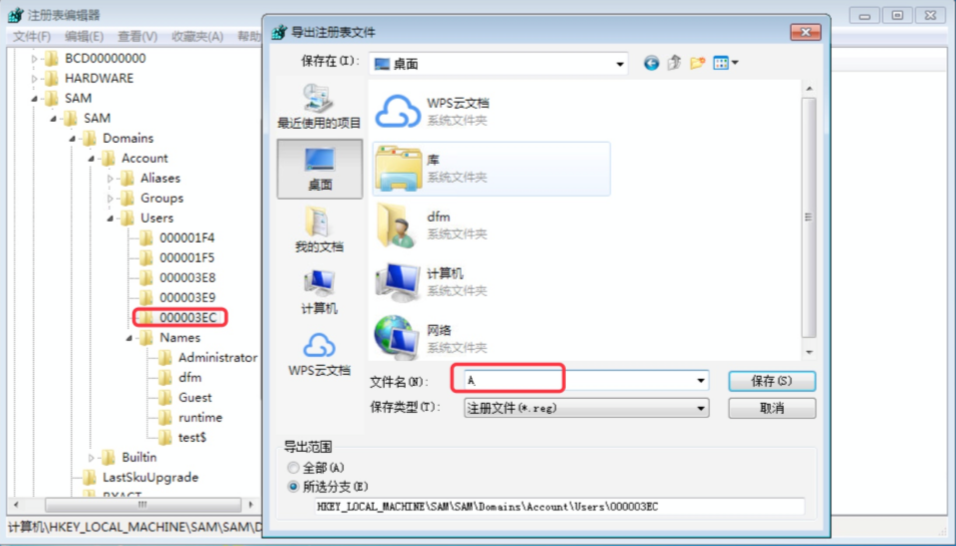 注册表编辑器
文件(F) 编辑(E) 查看(V) 收藏夹(A) 帮助
BCD00000000
HARDWARE
SAM
SAM
Domains
Account
Aliases
Groups
Users
000001F4
000001F5
000003E8
000003E9
000003EC
Names
Administrator
dfm
Guest
runtime
test$
Builtin
LastSkuUpgrade
RXACT
计算机\HKEY_LOCAL_MACHINE\SAM\SAM\D
导出注册表文件
保存在(I):
桌面
最近使用的项目
桌面
我的文档
计算机
WPS云文档
WPS云文档
系统文件夹
库
系统文件夹
dfm
系统文件夹
计算机
系统文件夹
网络
系统文件夹
文件名(N):
A
保存(S)
保存类型(T):
注册文件(*.reg)
取消
导出范围
全部(A)
所选分支(E)
HKEY_LOCAL_MACHINE\SAM\SAM\Domains\Account\Users\000003EC